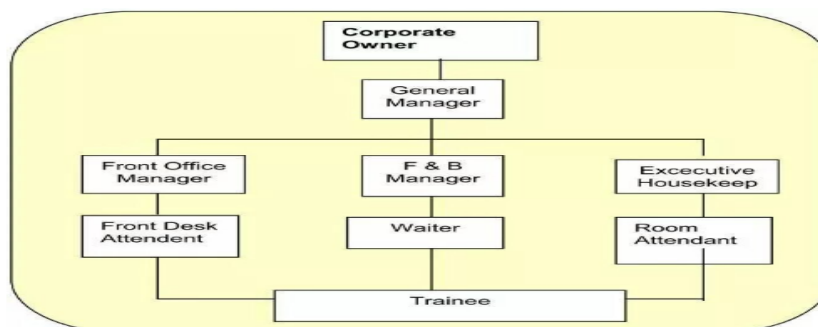 Corporate
Owner
General
Manager
Front Office
Manager
F & B
Manager
Excecutive
Housekeep
Front Desk
Attendent
Waiter
Room
Attendant
Trainee